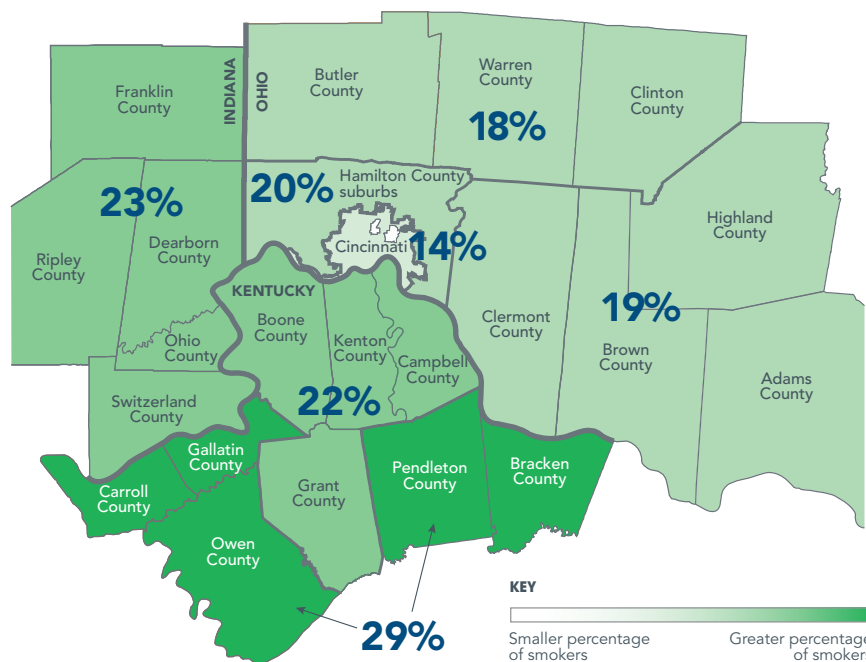 Franklin
County
INDIANA
OHIO
Butler
County
Warren
County
18%
Clinton
County
23%
20%
Hamilton County
suburbs
Cincinnati
14%
Highland
County
Ripley
County
Dearborn
County
KENTUCKY
Boone
County
Kenton
County
Campbell
County
Ohio
County
Clermont
County
19%
Brown
County
Adams
County
Switzerland
County
22%
Gallatin
County
Carroll
County
Grant
County
Pendleton
County
Bracken
County
Owen
County
29%
KEY
Smaller percentage
of smokers
Greater percentage
of smoker